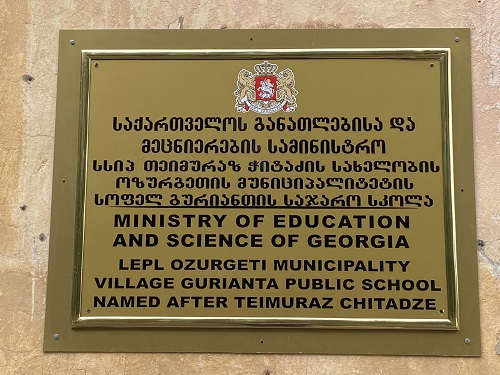 საქართველოს განათლებისა და
მეცნიერების სამინისტრო
სსიპ თეიმურაზ ჭიტაძის სახელობის
ოზურგეთის მუნიციპალიტეტის
სოფელ გურიანთის საჯარო სკოლა
MINISTRY OF EDUCATION
AND SCIENCE OF GEORGIA
LEPL OZURGETI MUNICIPALITY
VILLAGE GURIANTA PUBLIC SCHOOL
NAMED AFTER TEIMURAZ CHITADZE